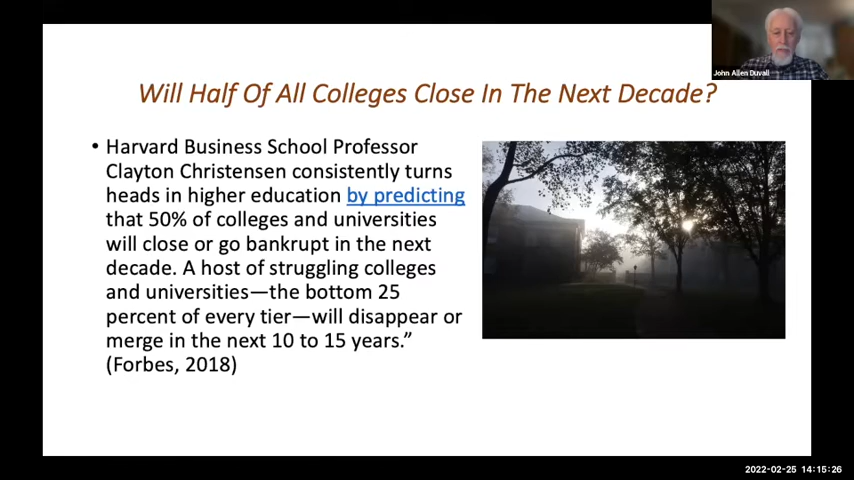 John Allen Duvall
Will Half Of All Colleges Close In The Next Decade?
• Harvard Business School Professor
Clayton Christensen consistently turns
heads in higher education by predicting
that 50% of colleges and universities
will close or go bankrupt in the next
decade. A host of struggling colleges
and universities—the bottom 25
percent of every tier—will disappear or
merge in the next 10 to 15 years.”
(Forbes, 2018)
2022-02-25 14:15:26